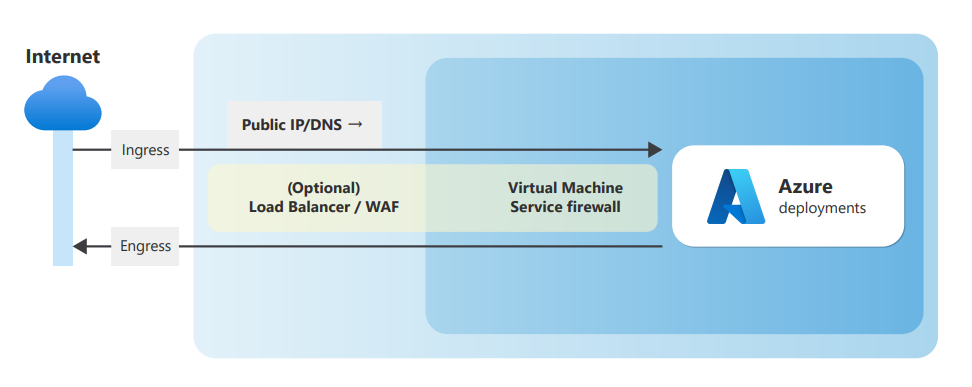 Internet
Public IP/DNS →
Ingress
(Optional)
Load Balancer / WAF
Virtual Machine
Service firewall
Azure
deployments
Engress